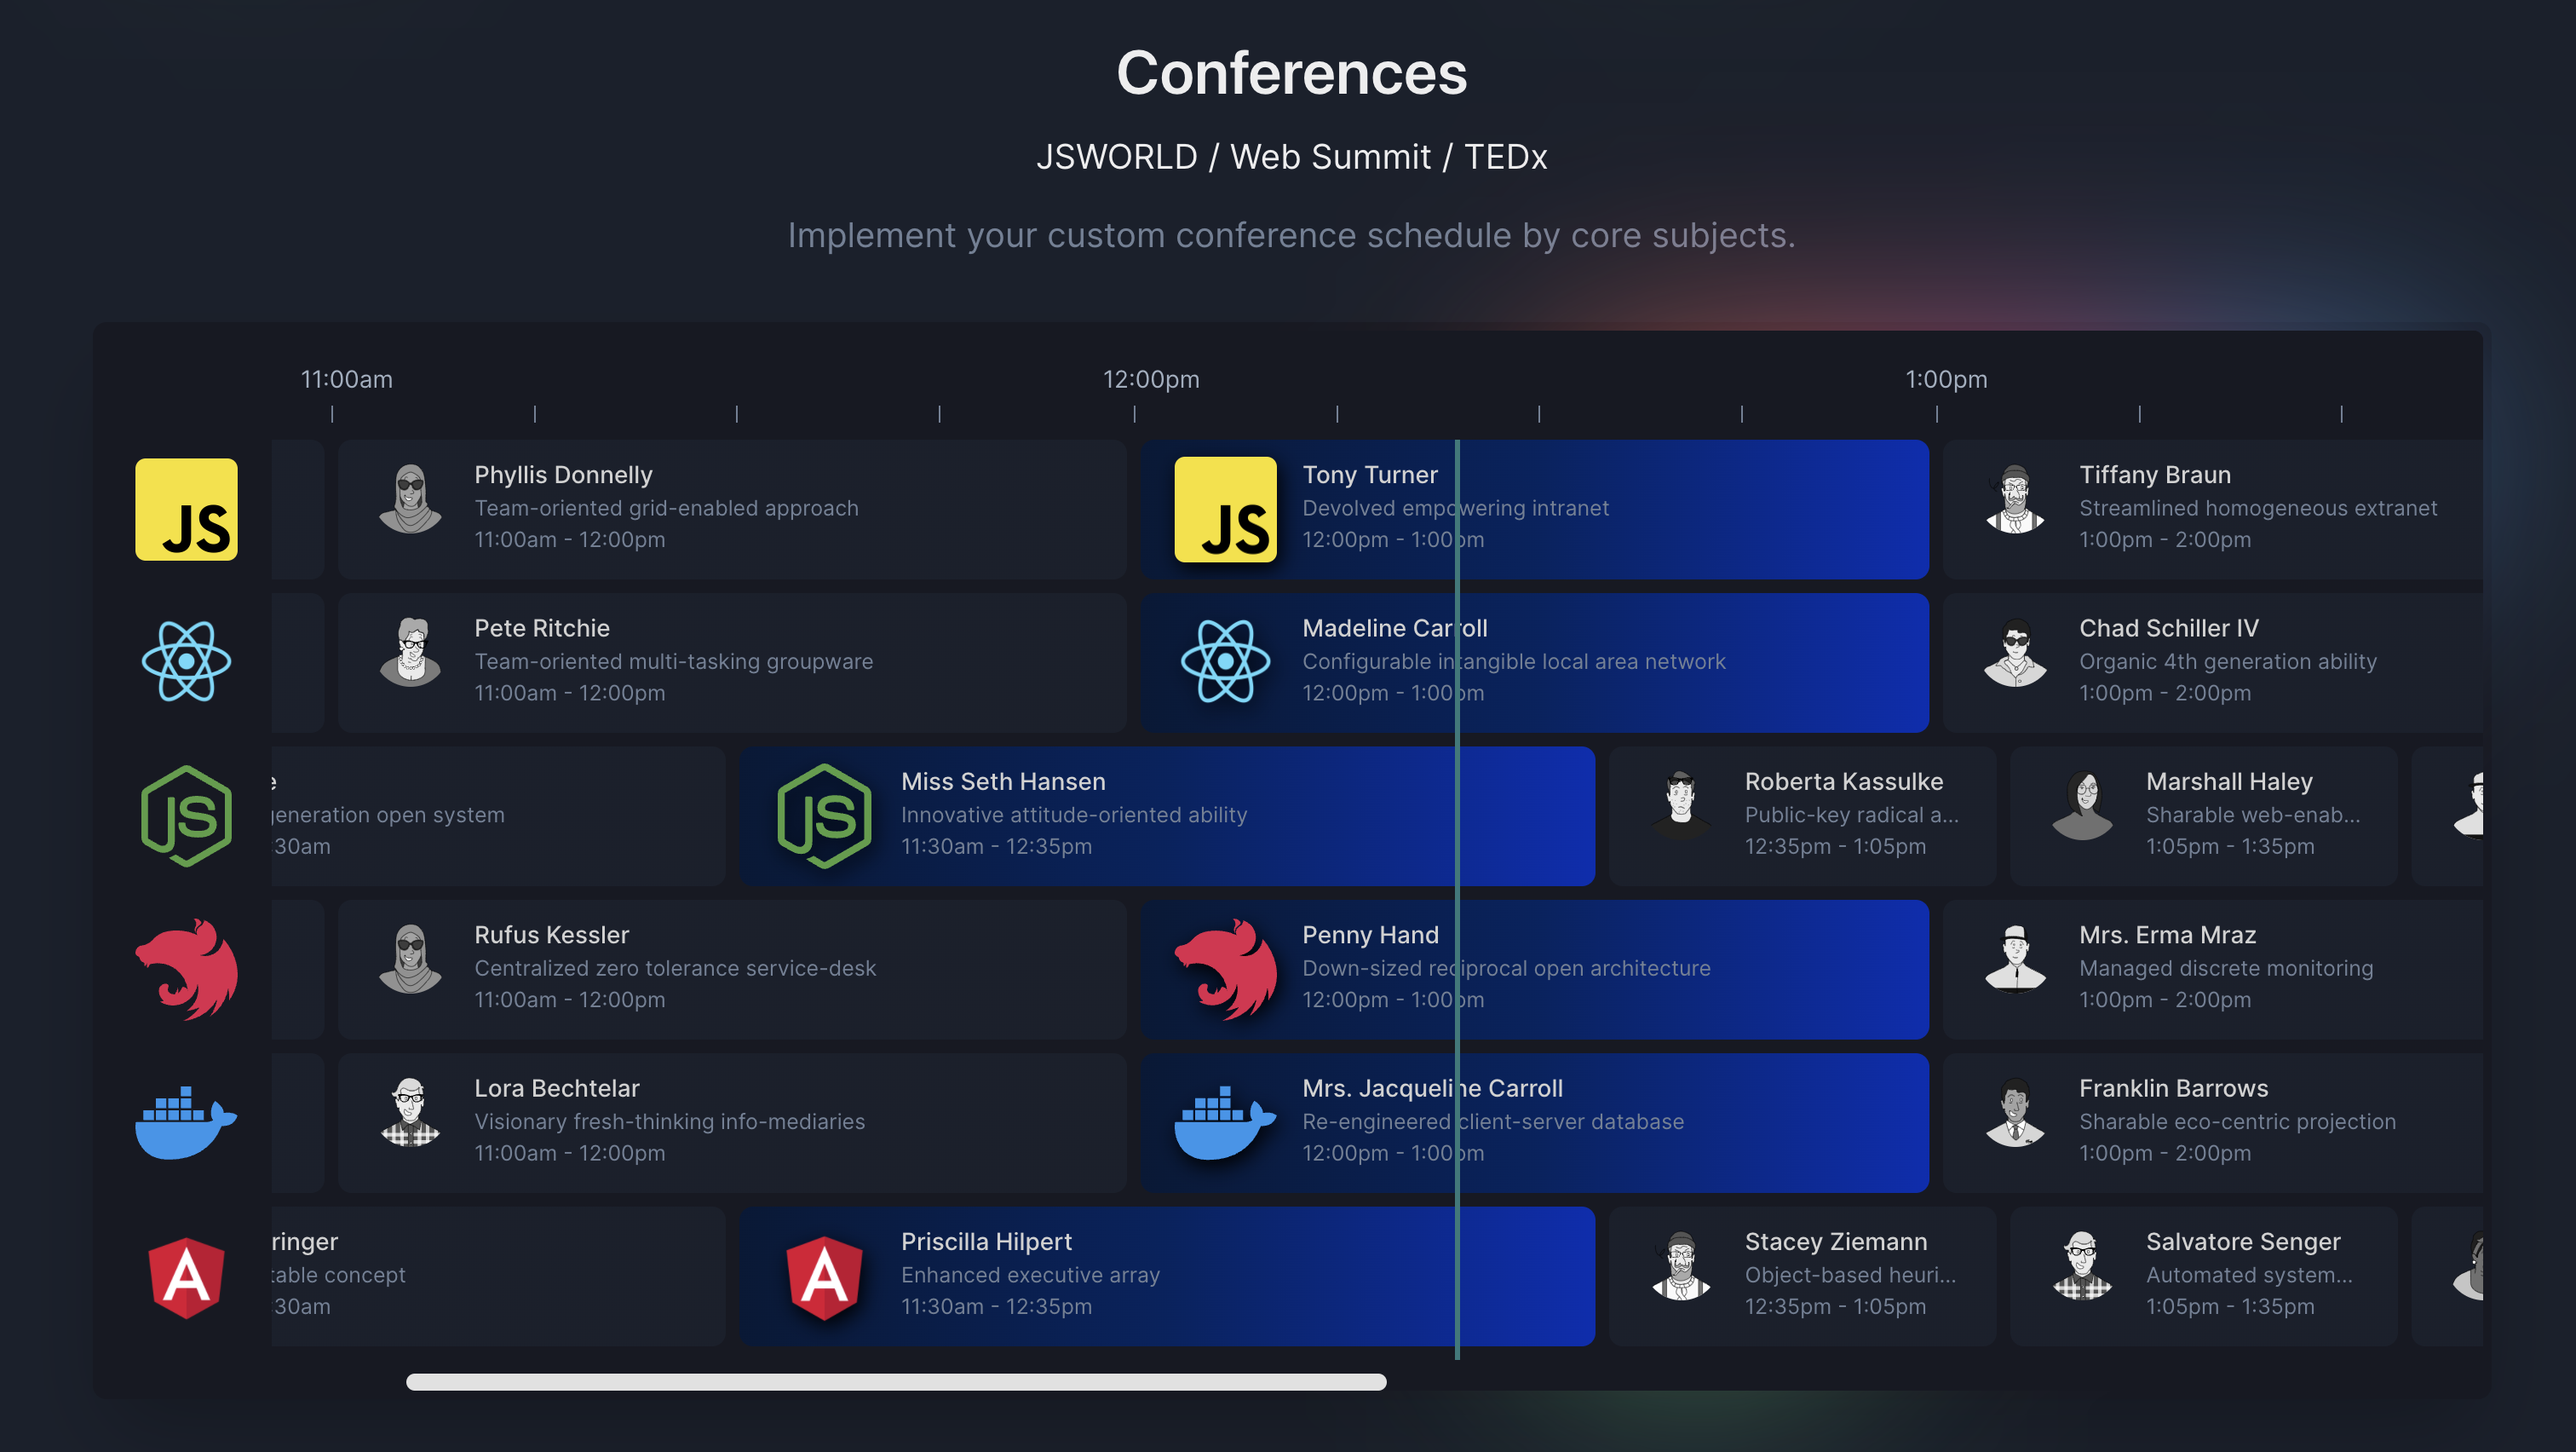 Conferences
JSWORLD / Web Summit / TEDx
Implement your custom conference schedule by core subjects.
11:00am
12:00pm
1:00pm
JS
Phyllis Donnelly
Team-oriented grid-enabled approach
11:00am - 12:00pm
JS
Tony Turner
Devolved empowering intranet
12:00pm - 1:00pm
Tiffany Braun
Streamlined homogeneous extranet
1:00pm - 2:00pm
Pete Ritchie
Team-oriented multi-tasking groupware
11:00am - 12:00pm
Madeline Carroll
Configurable intangible local area network
12:00pm - 1:00pm
Chad Schiller IV
Organic 4th generation ability
1:00pm - 2:00pm
JS
e
generation open system
:30am
JS
Miss Seth Hansen
Innovative attitude-oriented ability
11:30am - 12:35pm
Roberta Kassulke
Public-key radical a...
12:35pm - 1:05pm
Marshall Haley
Sharable web-enab...
1:05pm - 1:35pm
Rufus Kessler
Centralized zero tolerance service-desk
11:00am - 12:00pm
Penny Hand
Down-sized reciprocal open architecture
12:00pm - 1:00pm
Mrs. Erma Mraz
Managed discrete monitoring
1:00pm - 2:00pm
Lora Bechtelar
Visionary fresh-thinking info-mediaries
11:00am - 12:00pm
Mrs. Jacqueline Carroll
Re-engineered client-server database
12:00pm - 1:00pm
Franklin Barrows
Sharable eco-centric projection
1:00pm - 2:00pm
A
ringer
table concept
:30am
A
Priscilla Hilpert
Enhanced executive array
11:30am - 12:35pm
Stacey Ziemann
Object-based heuri...
12:35pm - 1:05pm
Salvatore Senger
Automated system...
1:05pm - 1:35pm